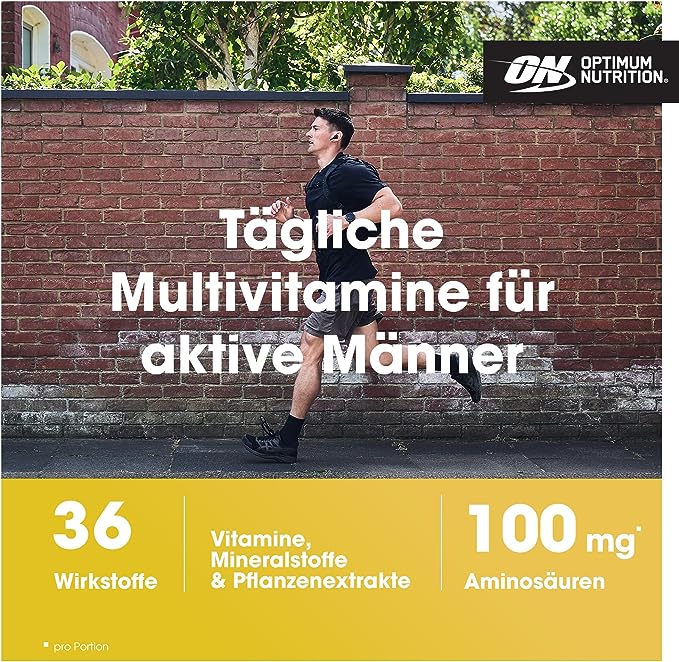 ON OPTIMUM
NUTRITION®
Tägliche
Multivitamine für
aktive Männer
36
Wirkstoffe
Vitamine,
Mineralstoffe
& Pflanzenextrakte
100 mg▪
Aminosäuren
▪ pro Portion